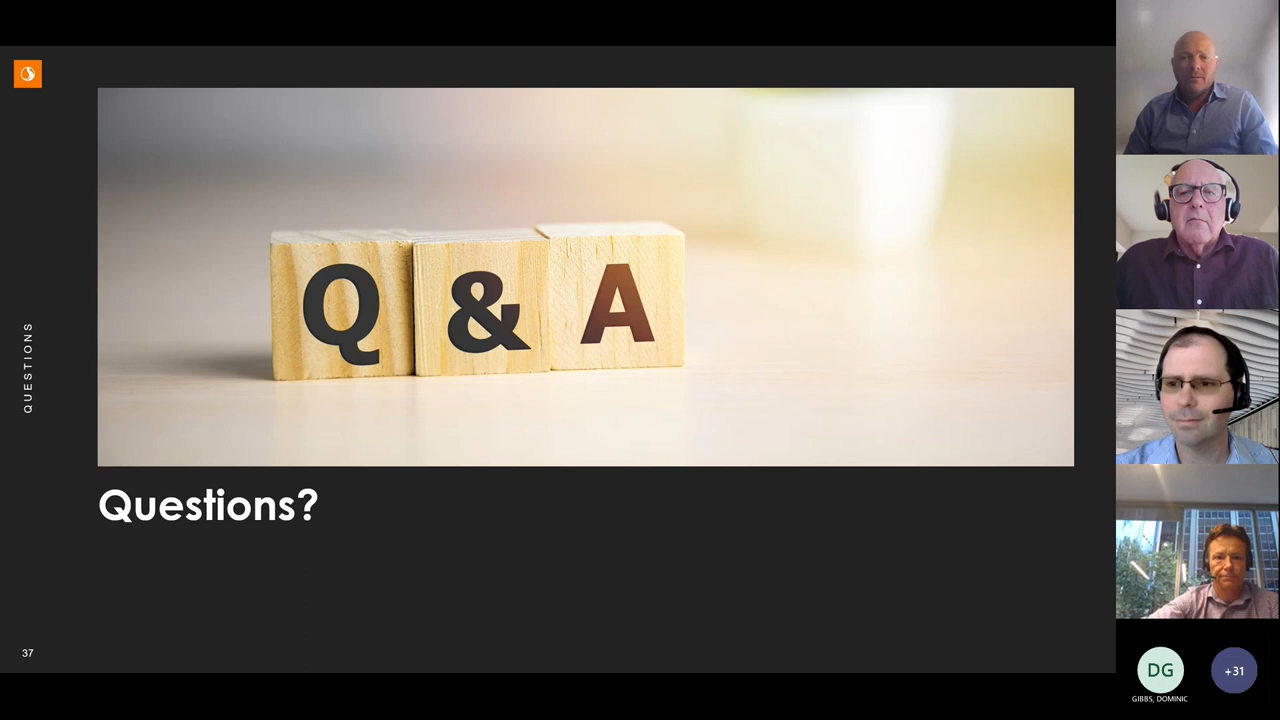 QUESTIONS
Q & A
Questions?
37
DG
+31
GIBBS, DOMINIC